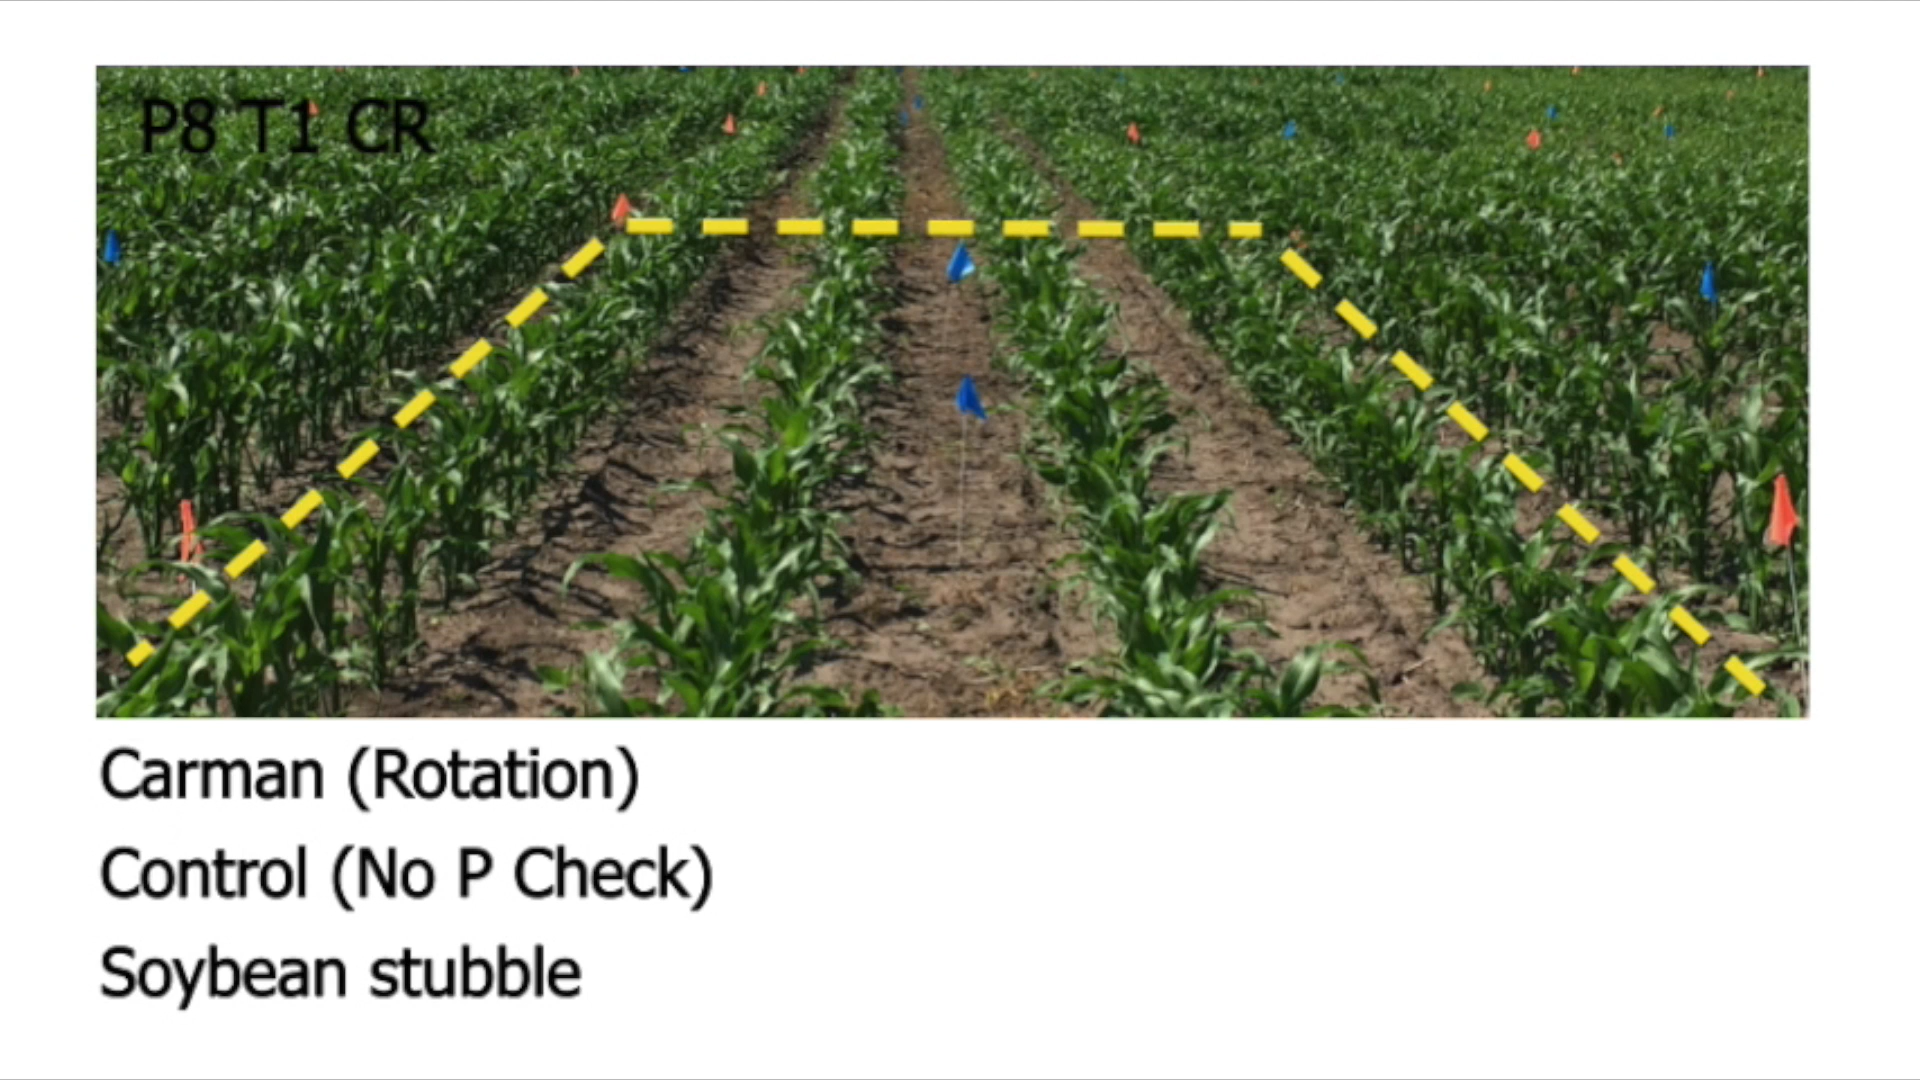 P8 T1 CR
Carman (Rotation)
Control (No P Check)
Soybean stubble